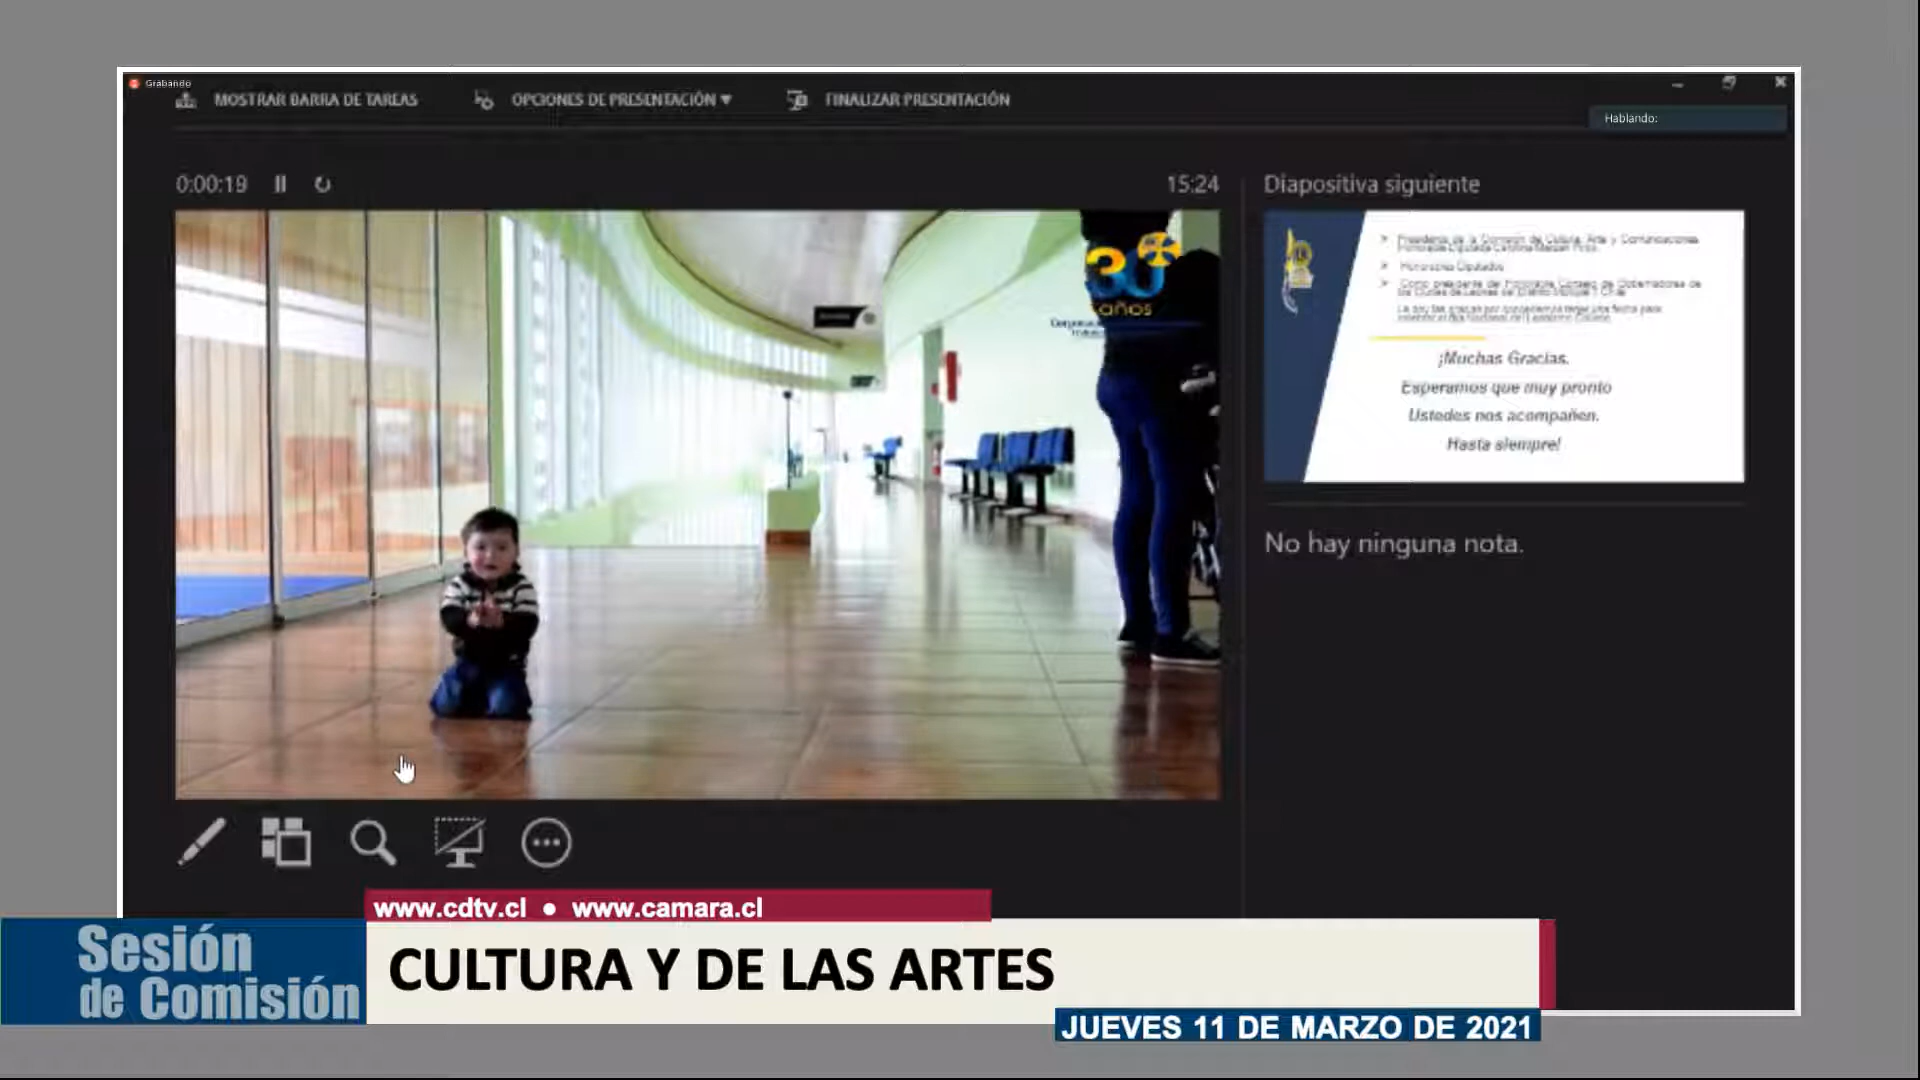 Grabando
MOSTRAR BARRA DE TAREAS
OPCIONES DE PRESENTACIÓN
FINALIZAR PRESENTACIÓN
Hablando:
0:00:19
15:24
Diapositiva siguiente
30
años
Honorables Diputados
¡Muchas Gracias.
Esperamos que muy pronto
Ustedes nos acompañen.
Hasta siempre!
No hay ninguna nota.
www.cdtv.cl ● www.camara.cl
Sesión
de Comisión
CULTURA Y DE LAS ARTES
JUEVES 11 DE MARZO DE 2021